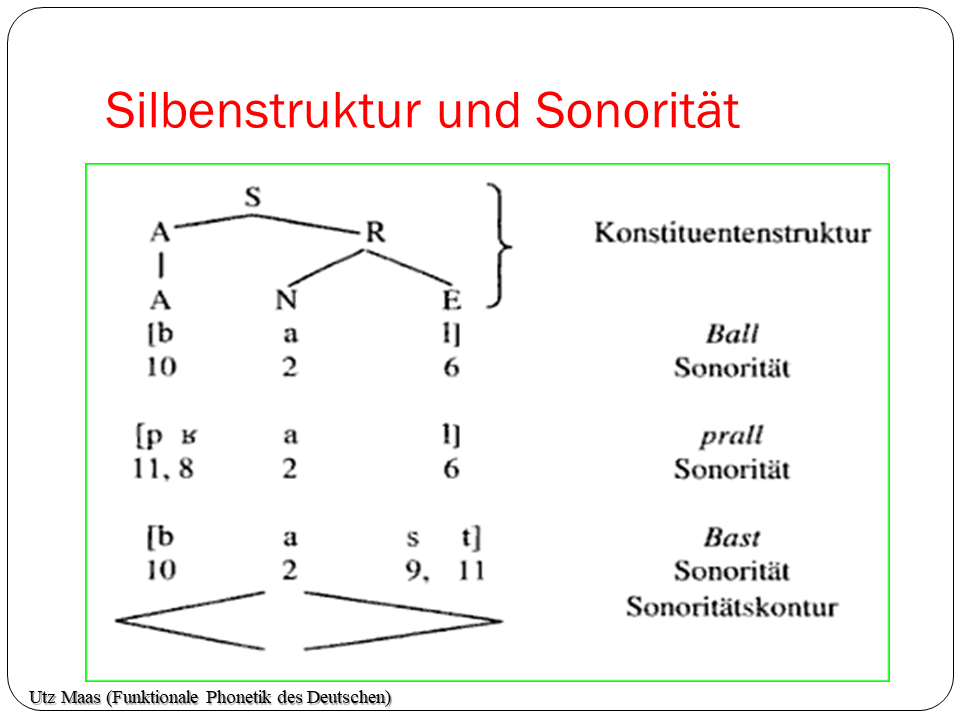 Silbenstruktur und Sonorität
S
A R Konstituentenstruktur
A N E
[b a l] Ball
10 2 6 Sonorität
[p ʁ a l] prall
11, 8 2 6 Sonorität
[b a s t] Bast
10 2 9, 11 Sonorität
Sonoritätskontur
Utz Maas (Funktionale Phonetik des Deutschen)